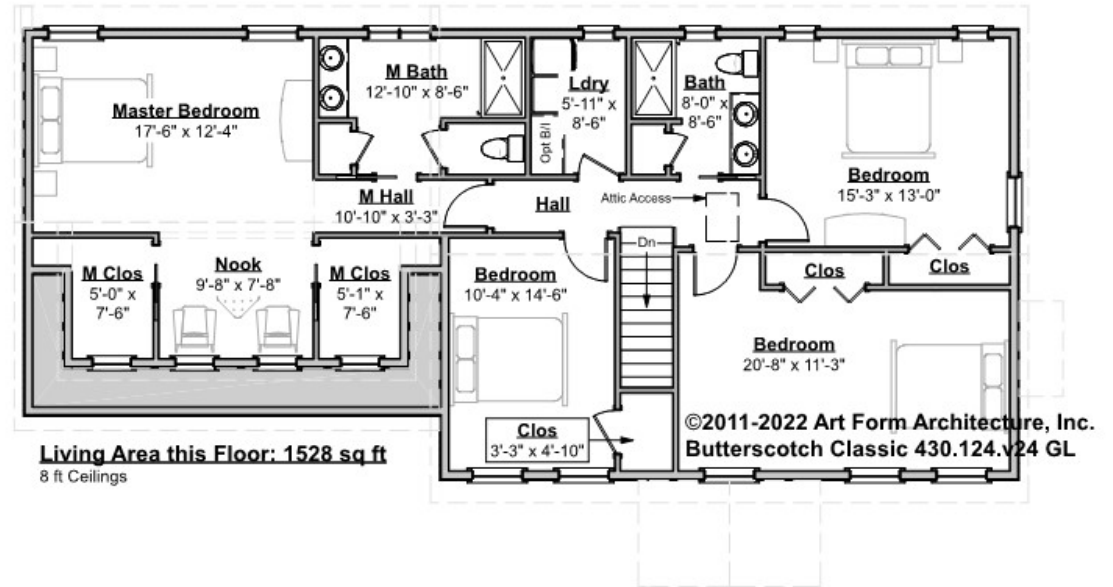 M Bath
12'-10" x 8'-6"
Ldry
5'-11" x
8'-6"
Opt B/I
Bath
8'-0" x
8'-6"
Master Bedroom
17'-6" x 12'-4"
Bedroom
15'-3" x 13'-0"
M Hall
10'-10" x 3'-3"
Hall
Attic Access
Dn
M Clos
5'-0" x
7'-6"
Nook
9'-8" x 7'-8"
M Clos
5'-1" x
7'-6"
Bedroom
10'-4" x 14'-6"
Clos
Clos
Bedroom
20'-8" x 11'-3"
Clos
3'-3" x 4'-10"
©2011-2022 Art Form Architecture, Inc.
Butterscotch Classic 430.124.v24 GL
Living Area this Floor: 1528 sq ft
8 ft Ceilings